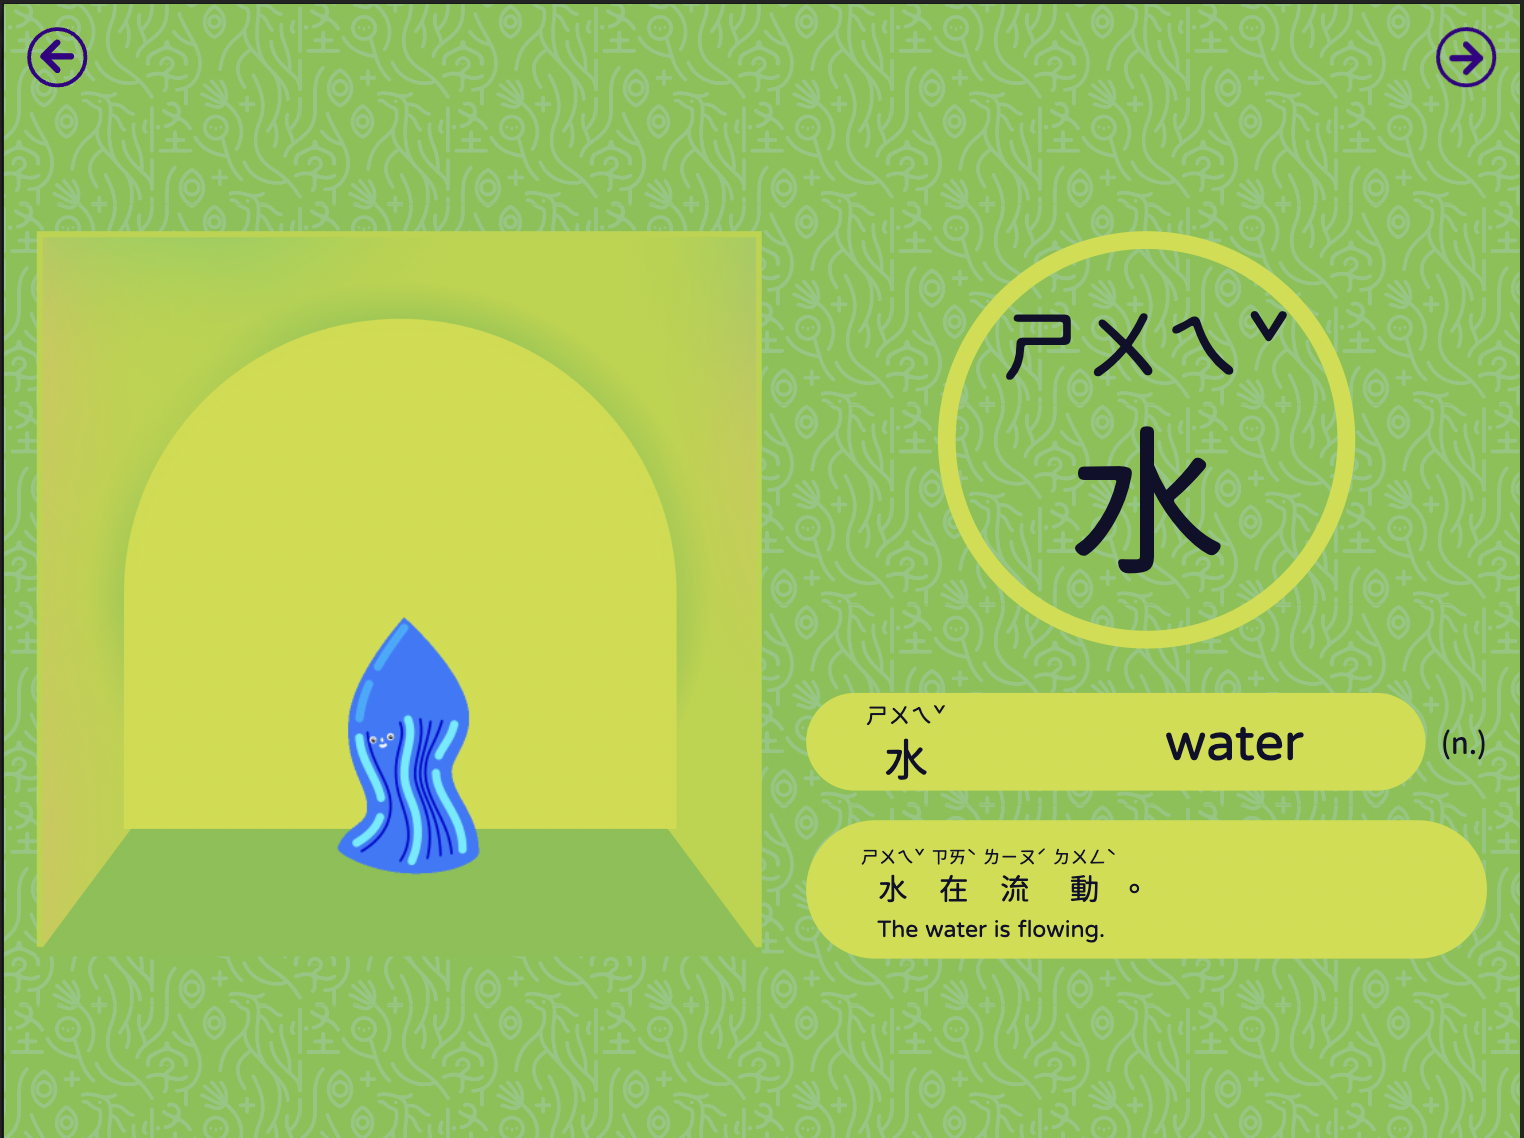 ㄕㄨㄟˇ
水
ㄕㄨㄟˇ
水 water (n.)
ㄕㄨㄟˇ ㄗㄞˋ ㄌㄧㄡˊ ㄉㄨㄥˋ
水 在 流 動 。
The water is flowing.